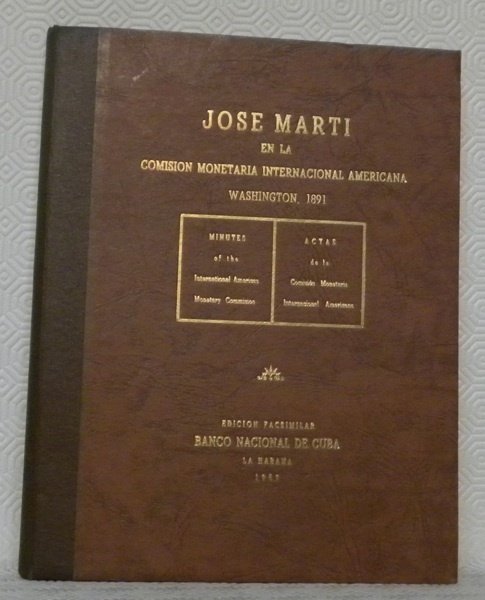 JOSE MARTI
EN LA
COMISION MONETARIA INTERNACIONAL AMERICANA
WASHINGTON, 1891
MINUTES
of the
International American
Monetary Commission
ACTAS
de la
Comisión Monetaria
Internacional Americana
EDICION FACSIMILAR
BANCO NACIONAL DE CUBA
LA HABANA